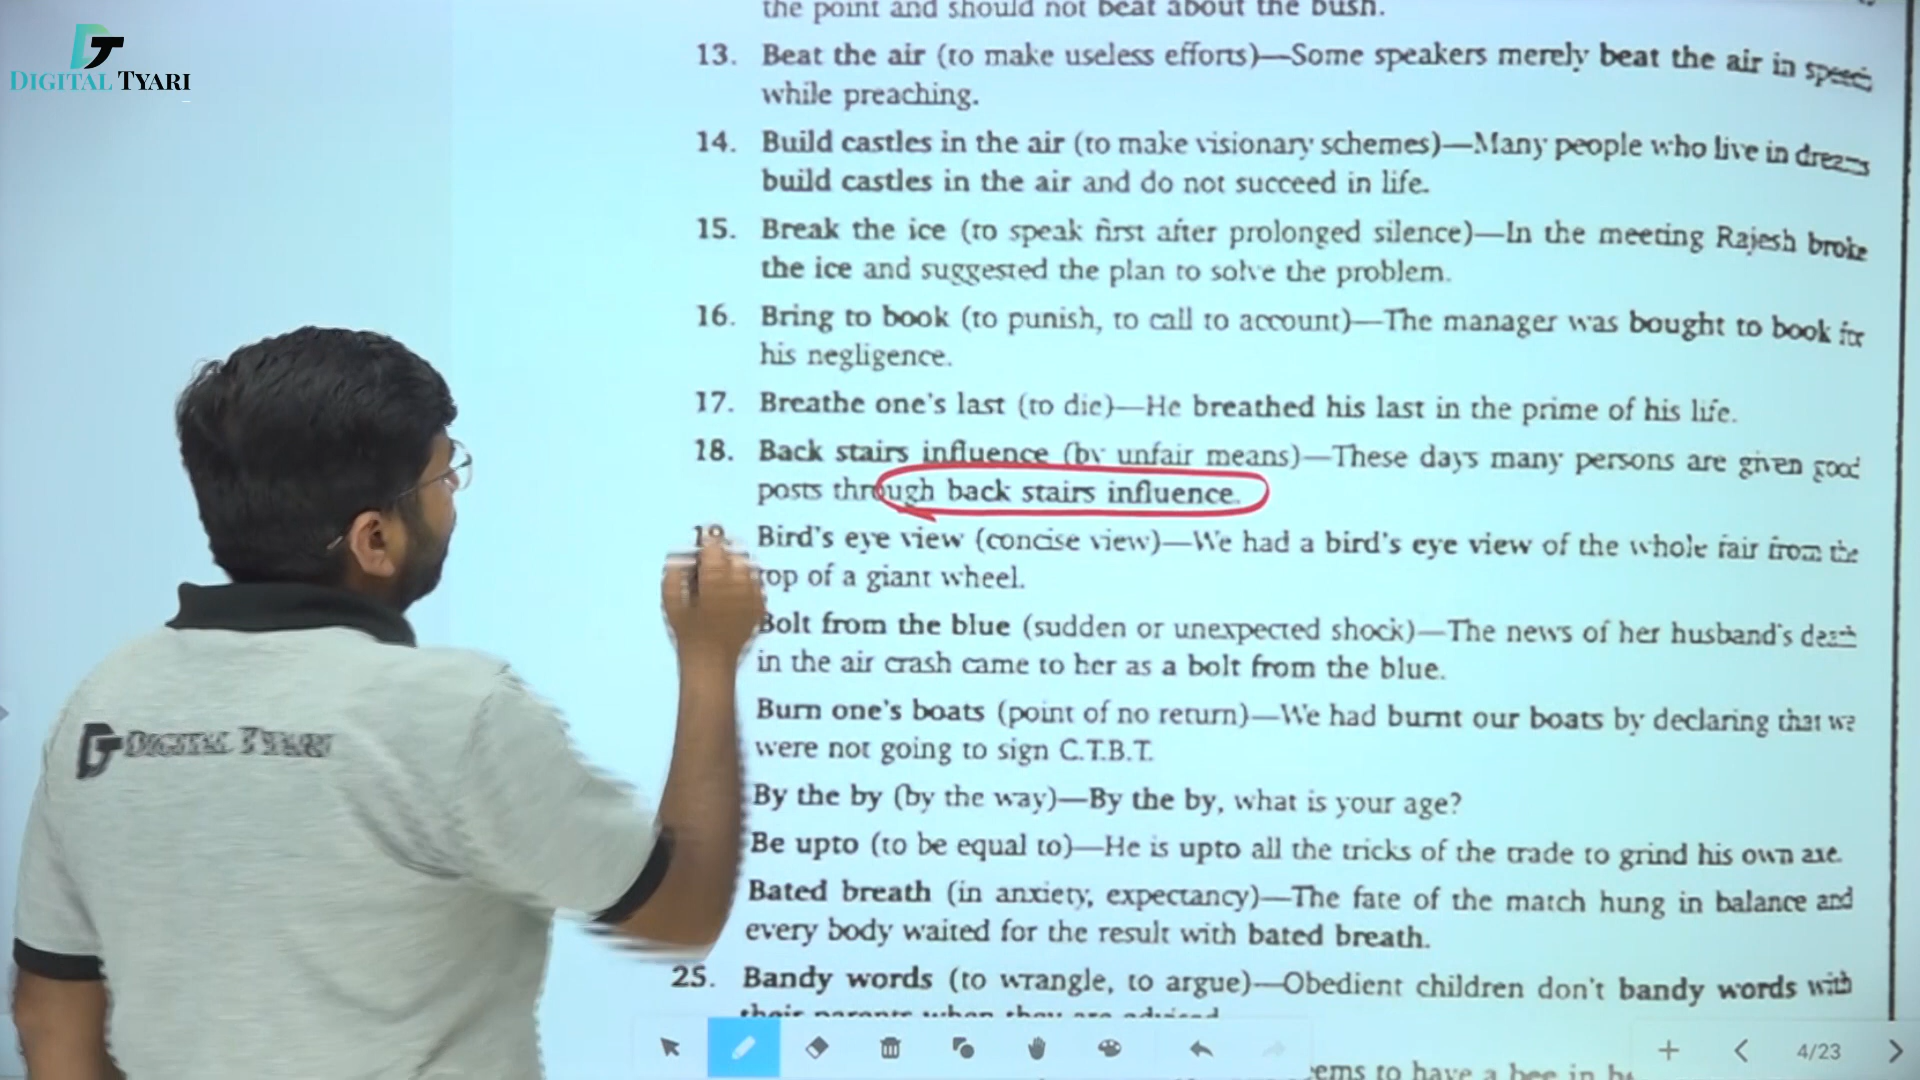 DT
DIGITAL TYARI
the point and should not beat about the bush.
13. Beat the air (to make useless efforts)—Some speakers merely beat the air in speech
while preaching.
14. Build castles in the air (to make visionary schemes)—Many people who live in dreams
build castles in the air and do not succeed in life.
15. Break the ice (to speak first after prolonged silence)—In the meeting Rajesh broke
the ice and suggested the plan to solve the problem.
16. Bring to book (to punish, to call to account)—The manager was bought to book for
his negligence.
17. Breathe one's last (to die)—He breathed his last in the prime of his life.
18. Back stairs influence (by unfair means)—These days many persons are given good
posts through back stairs influence.
19. Bird's eye view (concise view)—We had a bird's eye view of the whole fair from the
top of a giant wheel.
Bolt from the blue (sudden or unexpected shock)—The news of her husband's death
in the air crash came to her as a bolt from the blue.
Burn one's boats (point of no return)—We had burnt our boats by declaring that we
were not going to sign C.T.B.T.
By the by (by the way)—By the by, what is your age?
Be upto (to be equal to)—He is upto all the tricks of the trade to grind his own axe.
Bated breath (in anxiety, expectancy)—The fate of the match hung in balance and
every body waited for the result with bated breath.
25. Bandy words (to wrangle, to argue)—Obedient children don't bandy words with
their parents when they are advised.
to have a bee in
4/23
DT DIGITAL TYARI